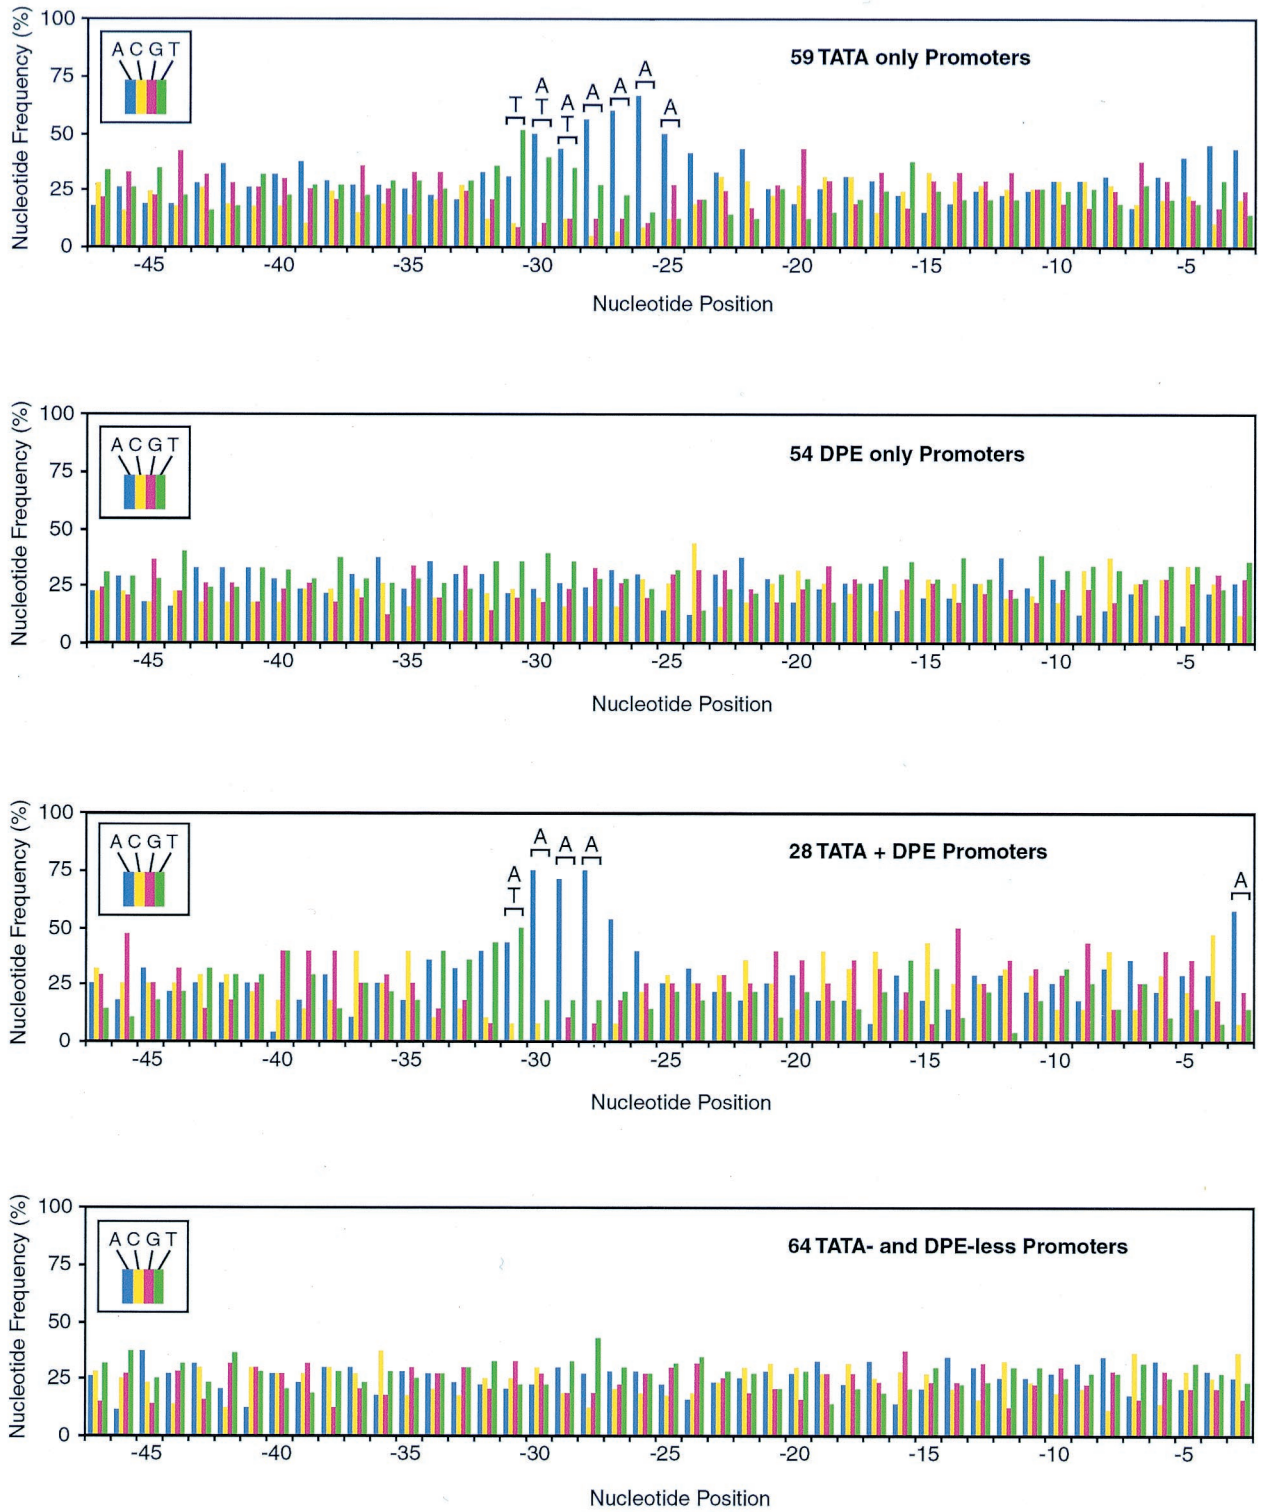 Nucleotide Frequency (%)
100
75
50
25
0
A C G T
59 TATA only Promoters
T
A
T
A
T
A
A
A
A
-45
-40
-35
-30
-25
-20
-15
-10
-5
Nucleotide Position
Nucleotide Frequency (%)
100
75
50
25
0
A C G T
54 DPE only Promoters
-45
-40
-35
-30
-25
-20
-15
-10
-5
Nucleotide Position
Nucleotide Frequency (%)
100
75
50
25
0
A C G T
28 TATA + DPE Promoters
A
T
A
A
A
A
-45
-40
-35
-30
-25
-20
-15
-10
-5
Nucleotide Position
Nucleotide Frequency (%)
100
75
50
25
0
A C G T
64 TATA- and DPE-less Promoters
-45
-40
-35
-30
-25
-20
-15
-10
-5
Nucleotide Position